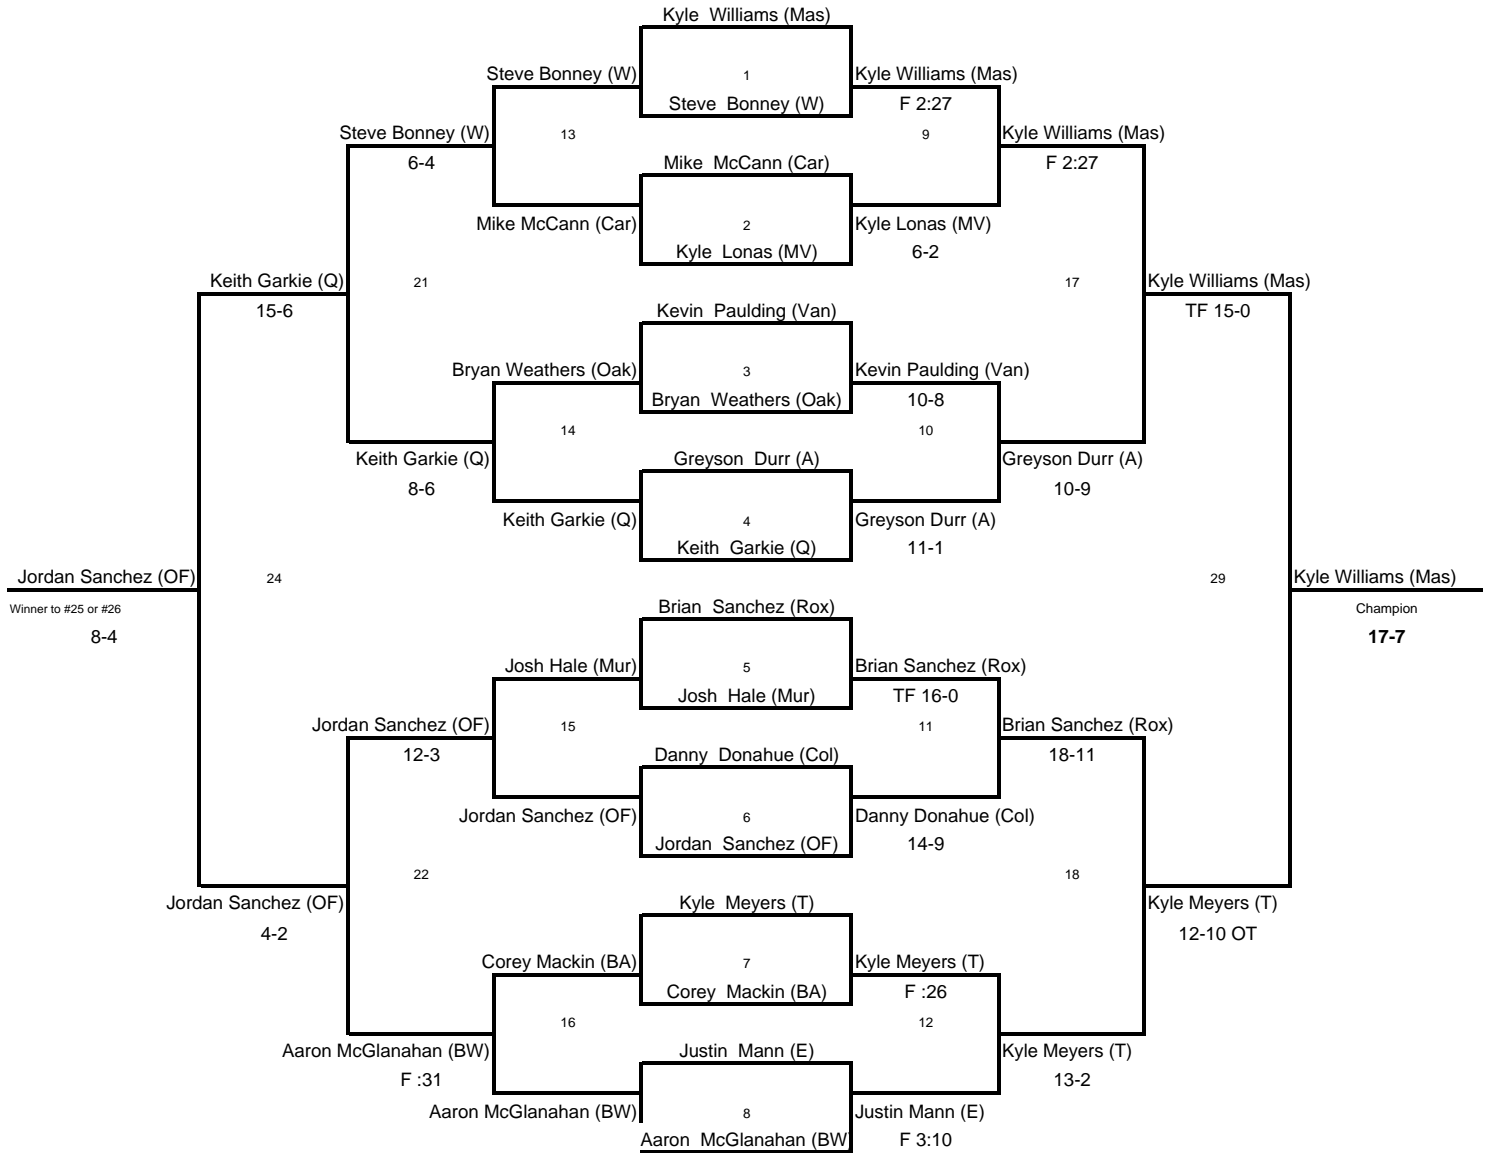 Kyle  Williams (Mas)
Steve Bonney (W)
1
Kyle Williams (Mas)
Steve  Bonney (W)
F 2:27
Steve Bonney (W)
13
9
Kyle Williams (Mas)
6-4
Mike  McCann (Car)
F 2:27
Mike McCann (Car)
2
Kyle Lonas (MV)
Kyle  Lonas (MV)
6-2
Keith Garkie (Q)
21
17
Kyle Williams (Mas)
15-6
Kevin  Paulding (Van)
TF 15-0
Bryan Weathers (Oak)
3
Kevin Paulding (Van)
Bryan  Weathers (Oak)
10-8
14
10
Keith Garkie (Q)
Greyson  Durr (A)
Greyson Durr (A)
8-6
10-9
Keith Garkie (Q)
4
Greyson Durr (A)
Keith  Garkie (Q)
11-1
Jordan Sanchez (OF)
24
29
Kyle Williams (Mas)
Winner to #25 or #26
Brian  Sanchez (Rox)
Champion
8-4
17-7
Josh Hale (Mur)
5
Brian Sanchez (Rox)
Josh  Hale (Mur)
TF 16-0
Jordan Sanchez (OF)
15
11
Brian Sanchez (Rox)
12-3
Danny  Donahue (Col)
18-11
Jordan Sanchez (OF)
6
Danny Donahue (Col)
Jordan  Sanchez (OF)
14-9
22
18
Jordan Sanchez (OF)
Kyle  Meyers (T)
Kyle Meyers (T)
4-2
12-10 OT
Corey Mackin (BA)
7
Kyle Meyers (T)
Corey  Mackin (BA)
F :26
16
12
Aaron McGlanahan (BW)
Justin  Mann (E)
Kyle Meyers (T)
F :31
13-2
Aaron McGlanahan (BW)
8
Justin Mann (E)
Aaron  McGlanahan (BW)
F 3:10